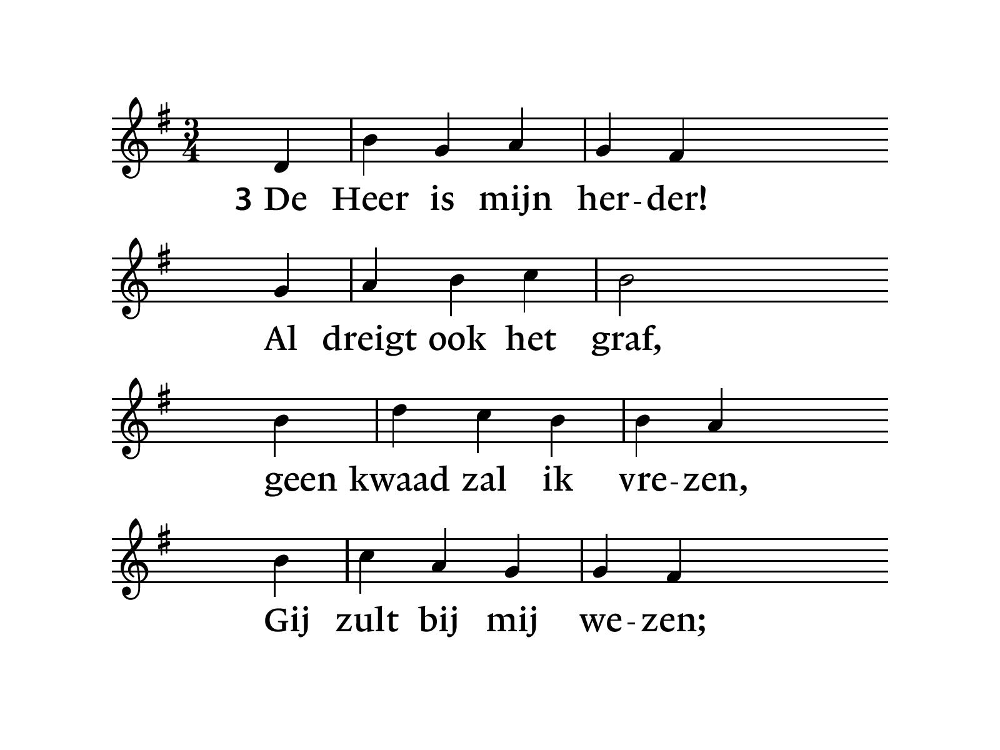 3 De Heer is mijn her-der!
Al dreigt ook het graf,
geen kwaad zal ik vre-zen,
Gij zult bij mij we-zen;